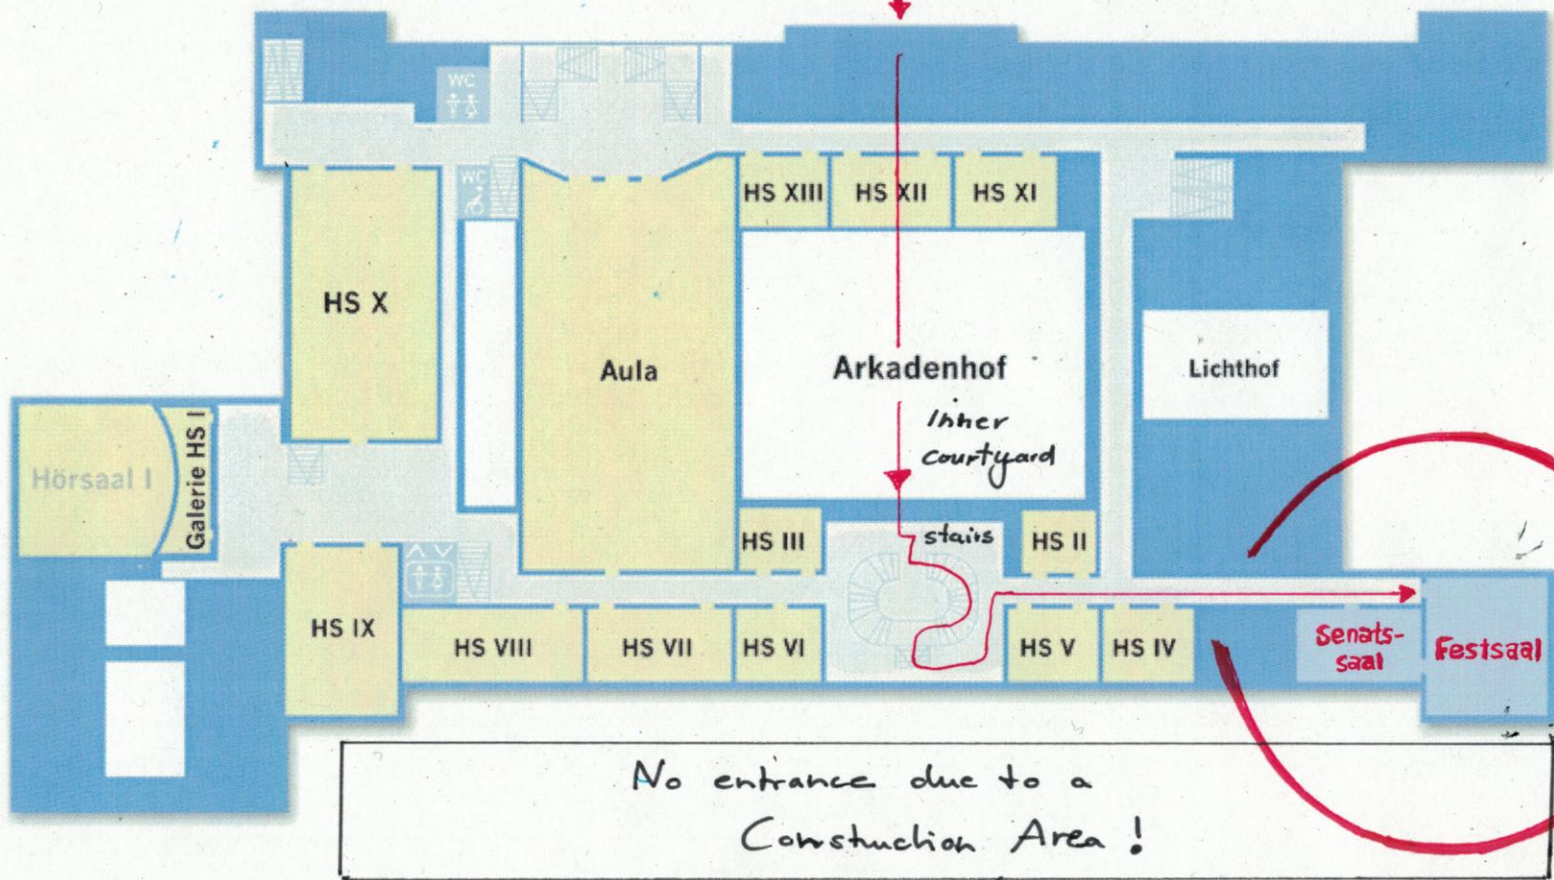 WC
WC
HS XIII
HS XII
HS XI
HS X
Aula
Arkadenhof
Lichthof
Inner
courtyard
Hörsaal I
Galerie HS I
HS III
stairs
HS II
HS IX
HS VIII
HS VII
HS VI
HS V
HS IV
Senats-
saal
Festsaal
No entrance due to a
Construction Area !